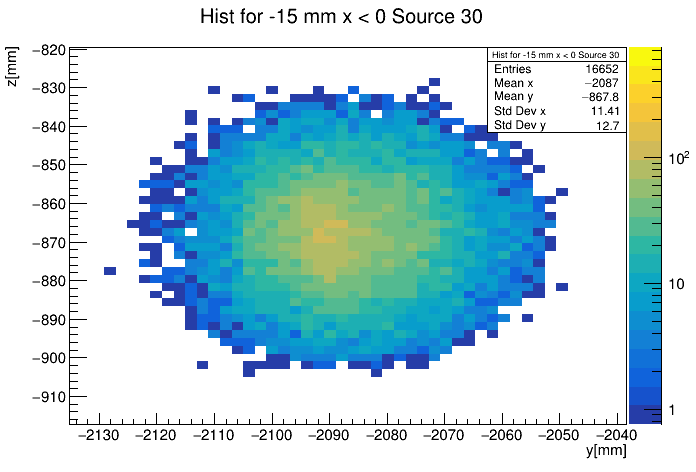 Hist for -15 mm x < 0 Source 30
z[mm]
Hist for -15 mm x < 0 Source 30
Entries 16652
Mean x −2087
Mean y −867.8
Std Dev x 11.41
Std Dev y 12.7
−820
−830
−840
−850
−860
−870
−880
−890
−900
−910
10²
10
1
−2130 −2120 −2110 −2100 −2090 −2080 −2070 −2060 −2050 −2040
y[mm]